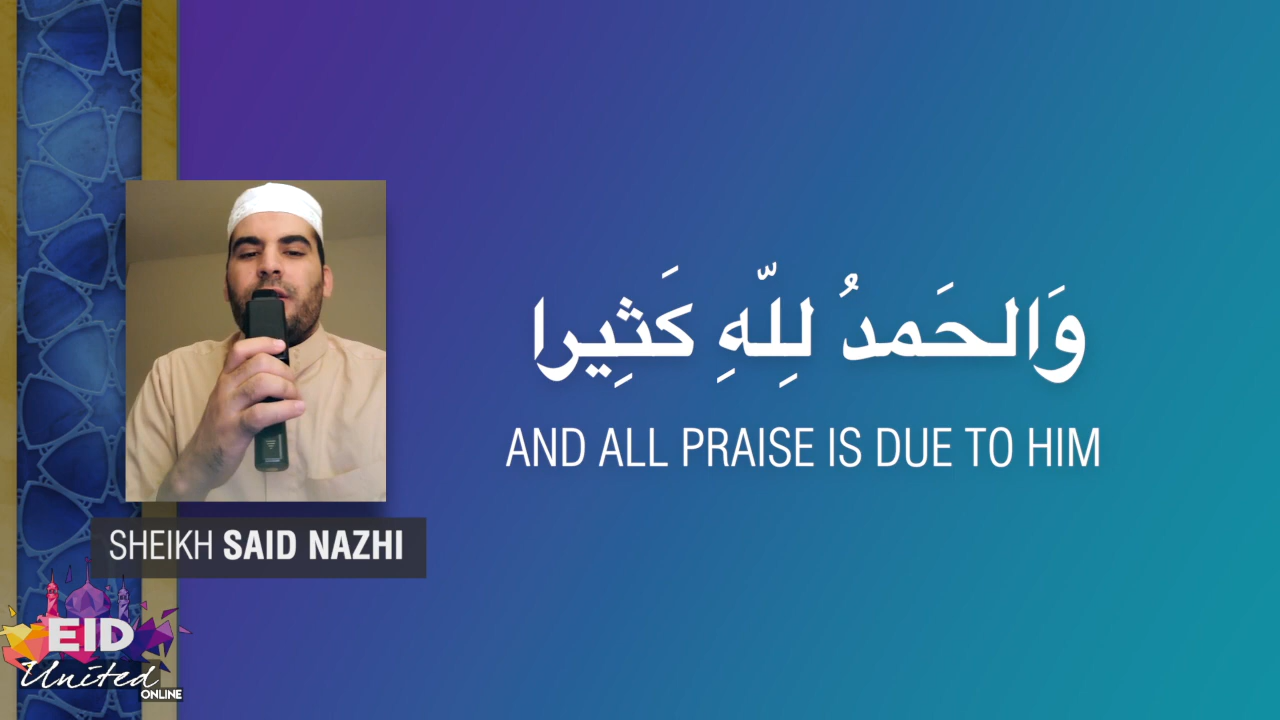 وَالحَمدُ لِلّهِ كَثِيرا
AND ALL PRAISE IS DUE TO HIM
SHEIKH SAID NAZHI
EID
United
ONLINE